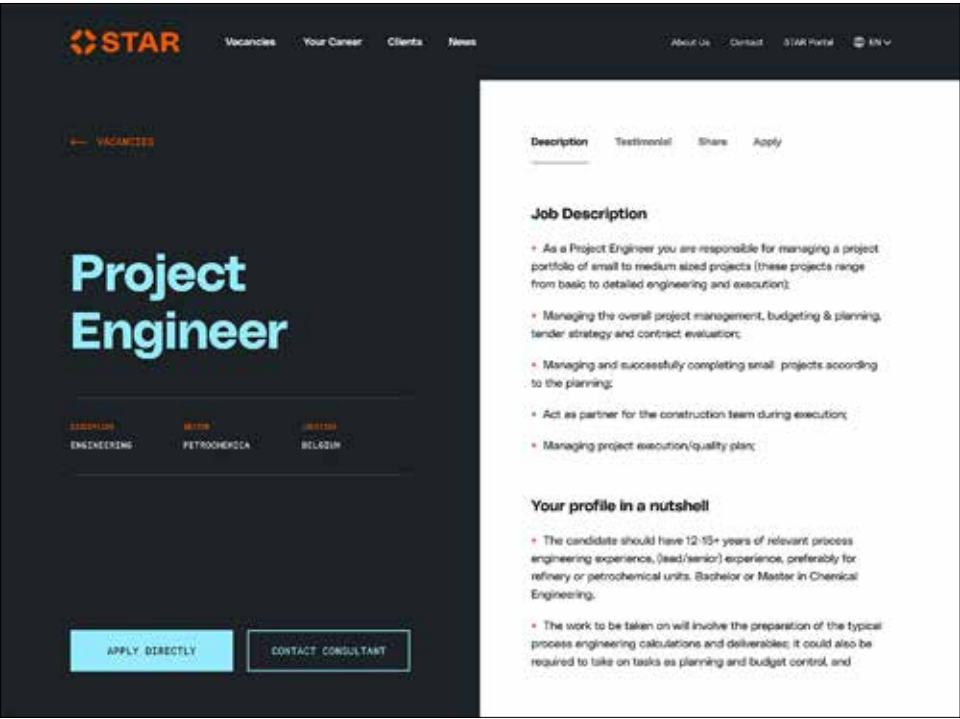 STAR
Vacancies Your Career Clients News
About Us Contact STAR Portal EN
← VACANCIES
Project
Engineer
DISCIPLINE SECTOR LOCATION
ENGINEERING PETROCHEMICA BELGIUM
APPLY DIRECTLY CONTACT CONSULTANT
Description Testimonial Share Apply
Job Description
• As a Project Engineer you are responsible for managing a project
portfolio of small to medium sized projects (these projects range
from basic to detailed engineering and execution);
• Managing the overall project management, budgeting & planning,
tender strategy and contract evaluation;
• Managing and successfully completing small projects according
to the planning;
• Act as partner for the construction team during execution;
• Managing project execution/quality plan;
Your profile in a nutshell
• The candidate should have 12-15+ years of relevant process
engineering experience, (lead/senior) experience, preferably for
refinery or petrochemical units. Bachelor or Master in Chemical
Engineering.
• The work to be taken on will involve the preparation of the typical
process engineering calculations and deliverables; it could also be
required to take on tasks as planning and budget control, and